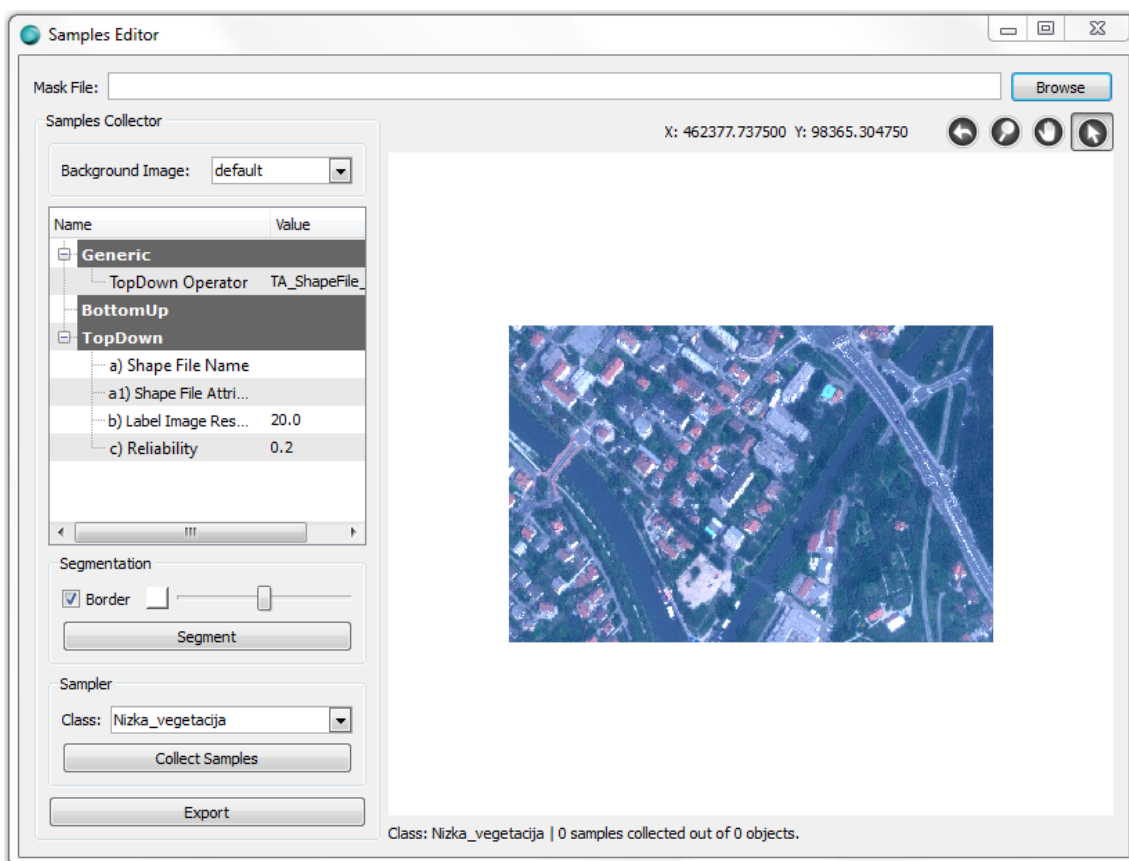 Samples Editor
Mask File:
Browse
Samples Collector
X: 462377.737500 Y: 98365.304750
Background Image: default
Name Value
Generic
TopDown Operator TA_ShapeFile_
BottomUp
TopDown
a) Shape File Name
a1) Shape File Attri...
b) Label Image Res... 20.0
c) Reliability 0.2
Segmentation
Border
Segment
Sampler
Class: Nizka_vegetacija
Collect Samples
Export
Class: Nizka_vegetacija | 0 samples collected out of 0 objects.